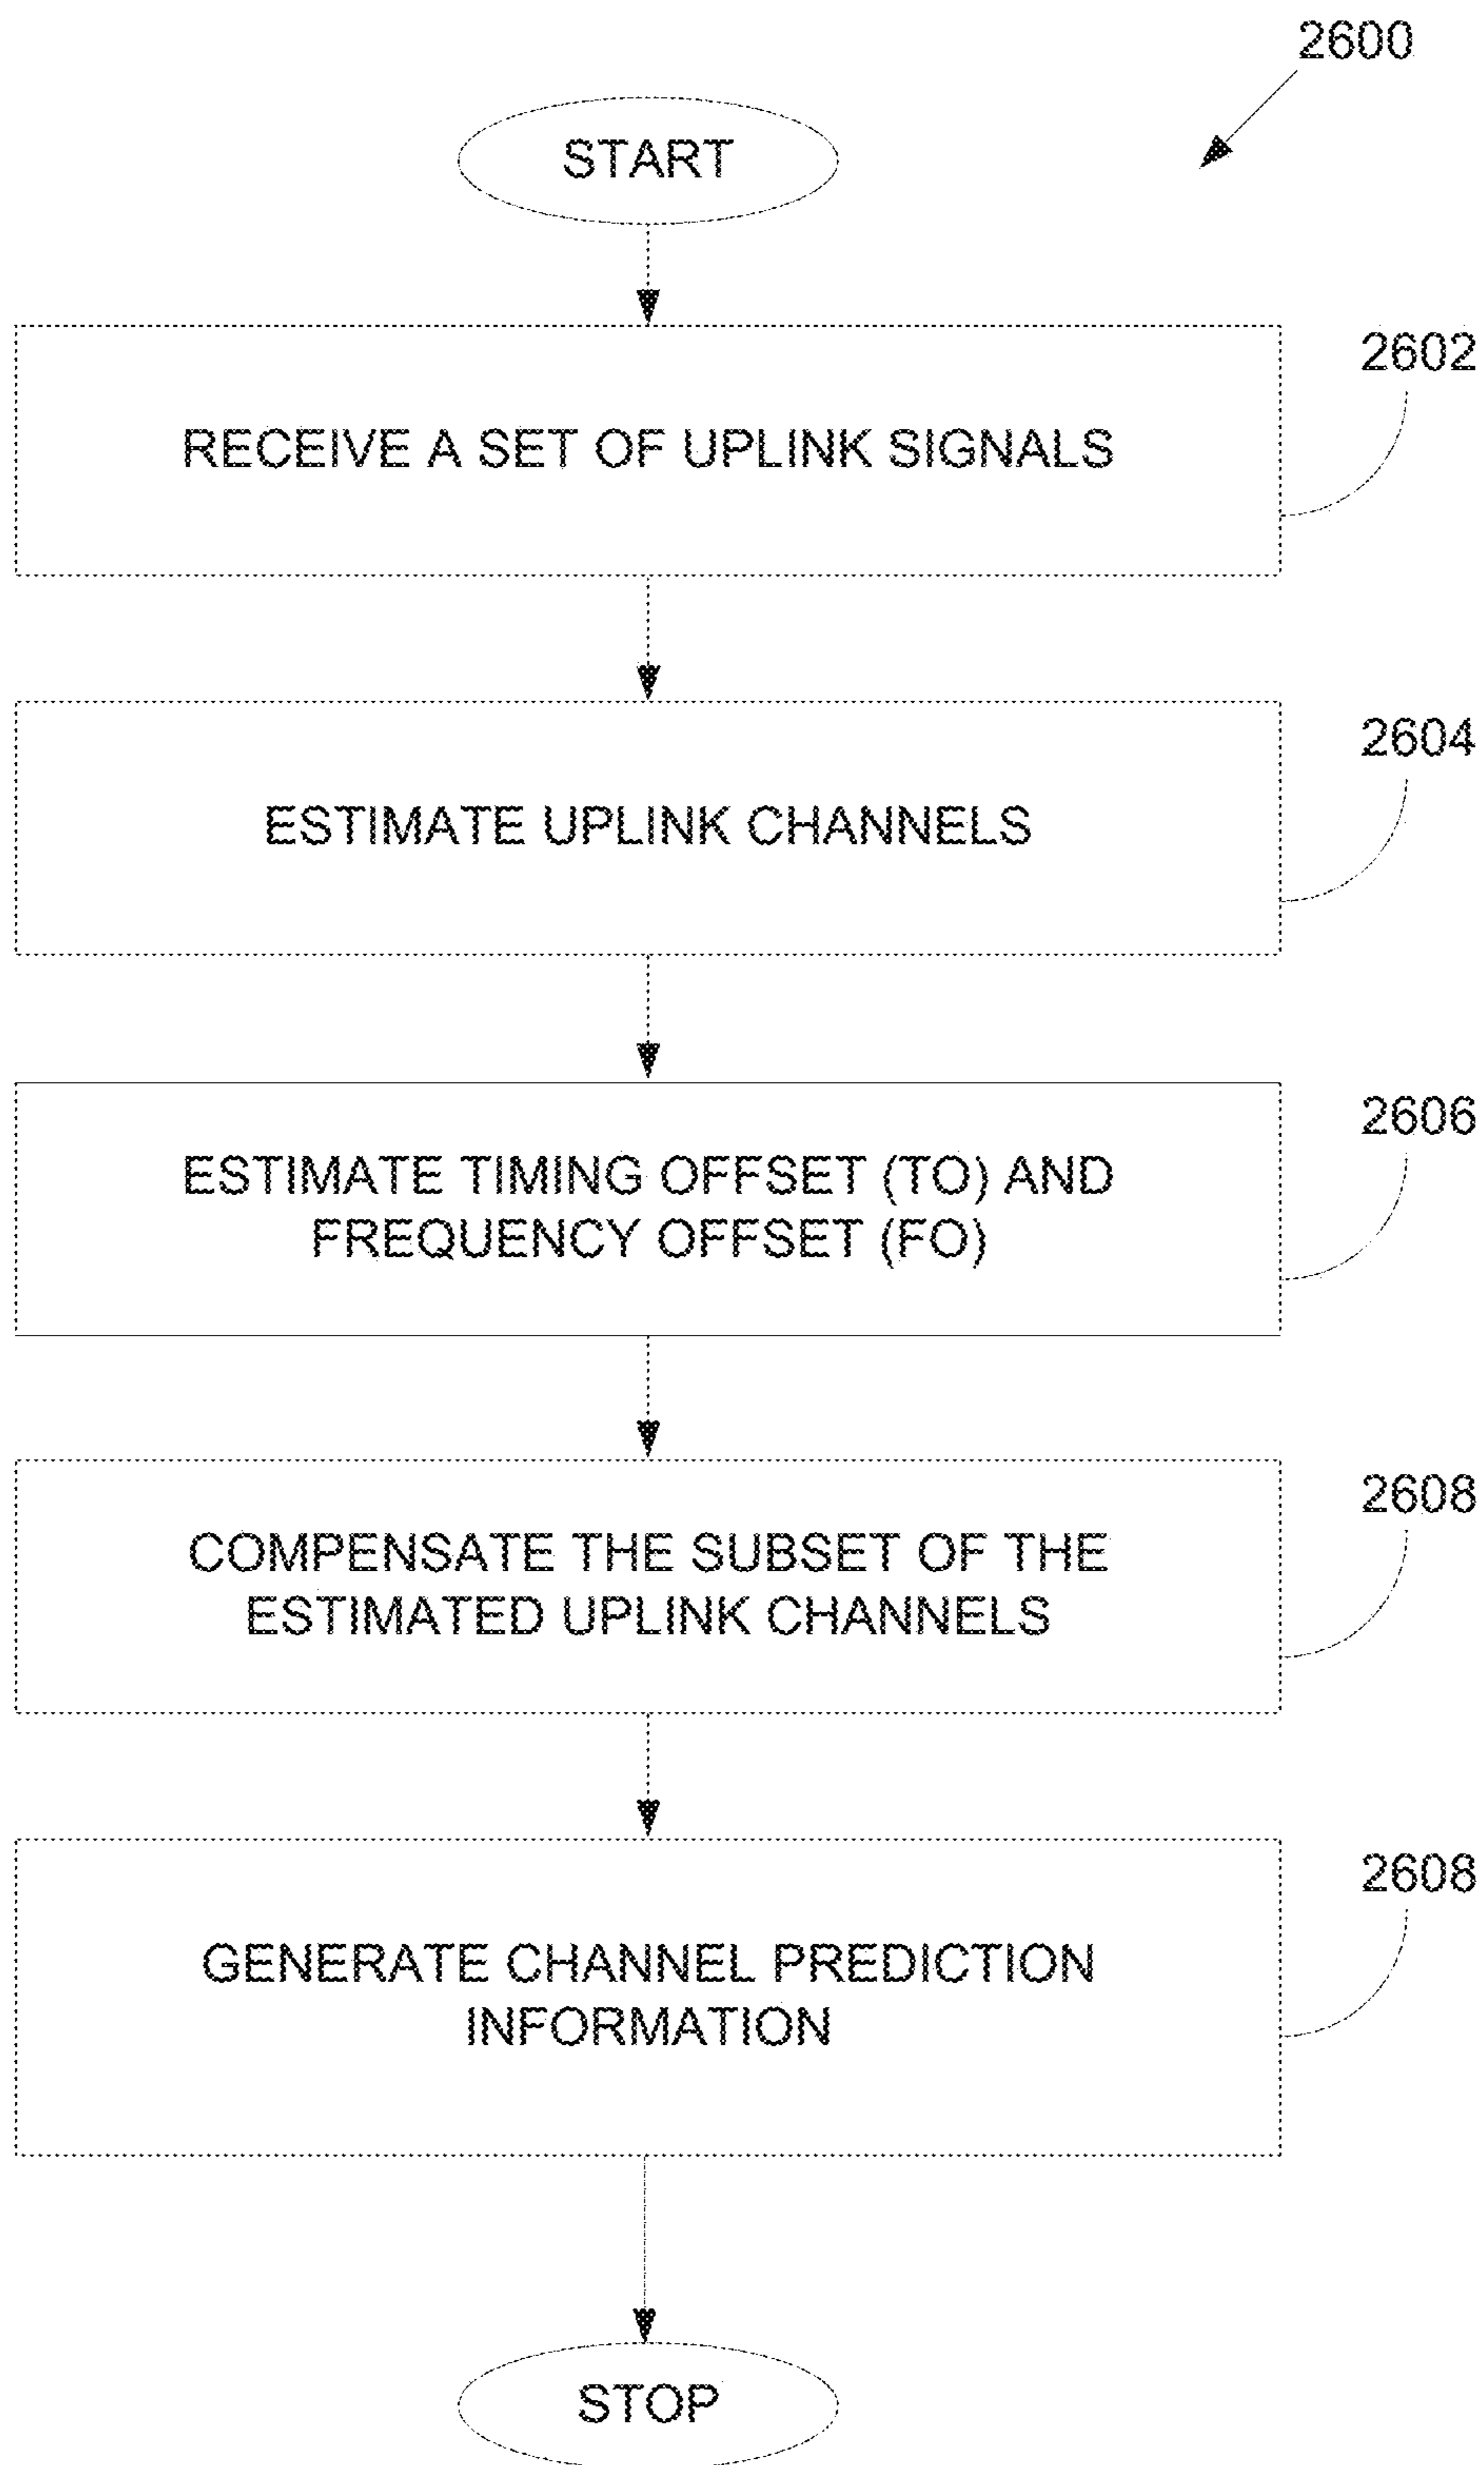 2600
START
2602
RECEIVE A SET OF UPLINK SIGNALS
2604
ESTIMATE UPLINK CHANNELS
2606
ESTIMATE TIMING OFFSET (TO) AND
FREQUENCY OFFSET (FO)
2608
COMPENSATE THE SUBSET OF THE
ESTIMATED UPLINK CHANNELS
2608
GENERATE CHANNEL PREDICTION
INFORMATION
STOP